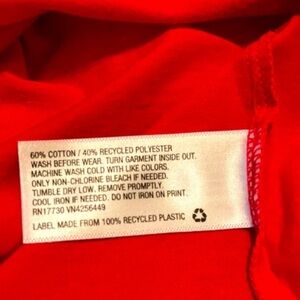 60% COTTON / 40% RECYCLED POLYESTER
WASH BEFORE WEAR. TURN GARMENT INSIDE OUT.
MACHINE WASH COLD WITH LIKE COLORS.
ONLY NON-CHLORINE BLEACH IF NEEDED.
TUMBLE DRY LOW. REMOVE PROMPTLY.
COOL IRON IF NEEDED. DO NOT IRON ON PRINT.
RN17730 VN4256449
LABEL MADE FROM 100% RECYCLED PLASTIC